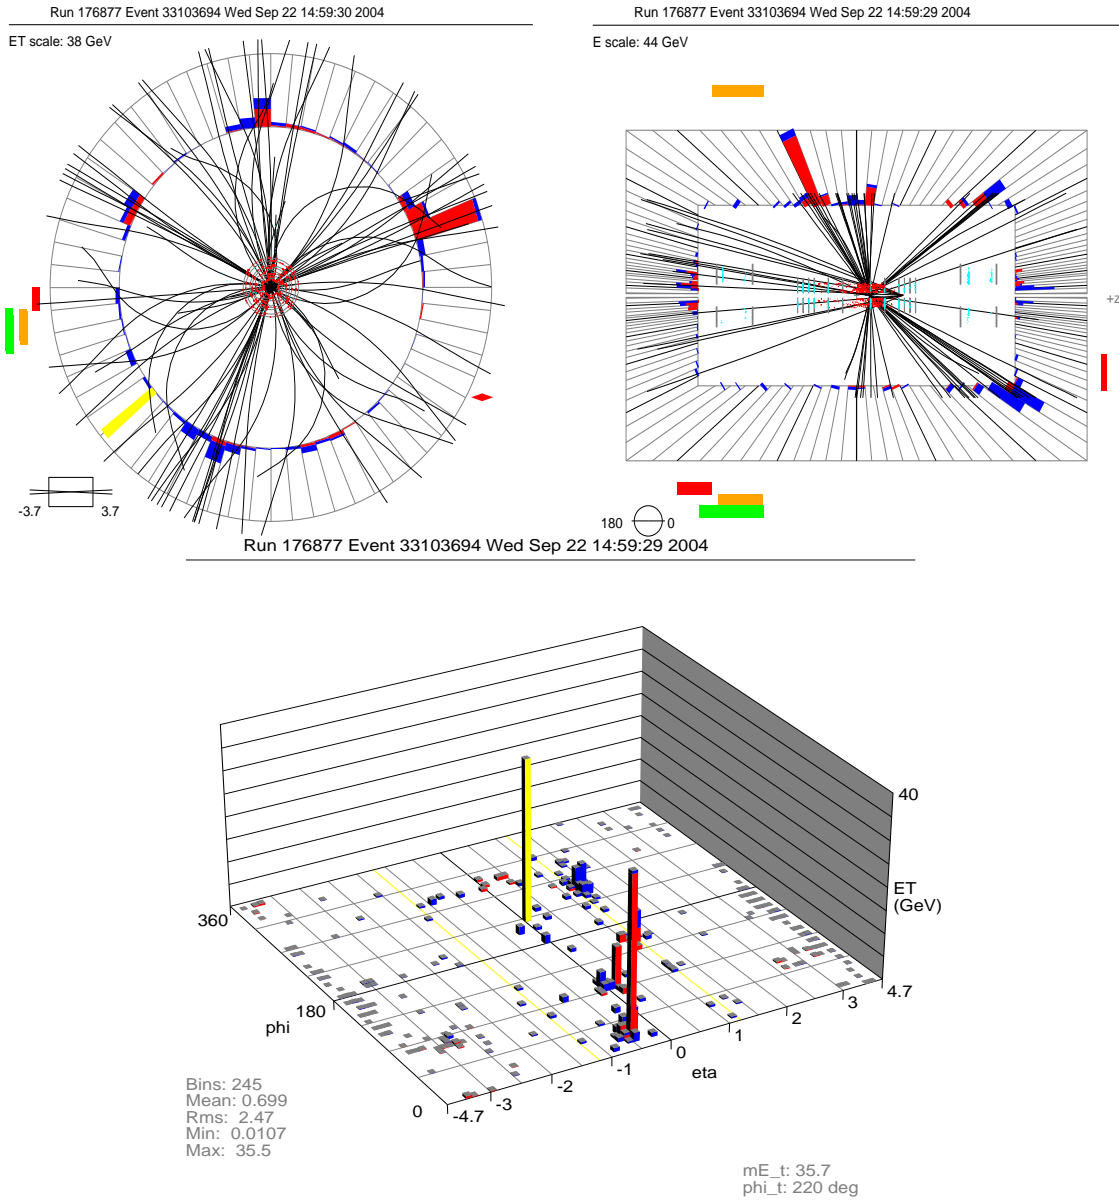 Run 176877 Event 33103694 Wed Sep 22 14:59:30 2004
ET scale: 38 GeV
-3.7 3.7
Run 176877 Event 33103694 Wed Sep 22 14:59:29 2004
E scale: 44 GeV
+z
180 0
Run 176877 Event 33103694 Wed Sep 22 14:59:29 2004
40
ET
(GeV)
360
180
phi
0
-4.7
-3
-2
-1
0
1
2
3
4.7
eta
Bins: 245
Mean: 0.699
Rms: 2.47
Min: 0.0107
Max: 35.5
mE_t: 35.7
phi_t: 220 deg